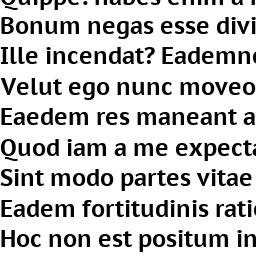 Quippe: habes enim a r
Bonum negas esse divi
Ille incendat? Eademne
Velut ego nunc moveo
Eaedem res maneant a
Quod iam a me expecta
Sint modo partes vitae
Eadem fortitudinis rati
Hoc non est positum in